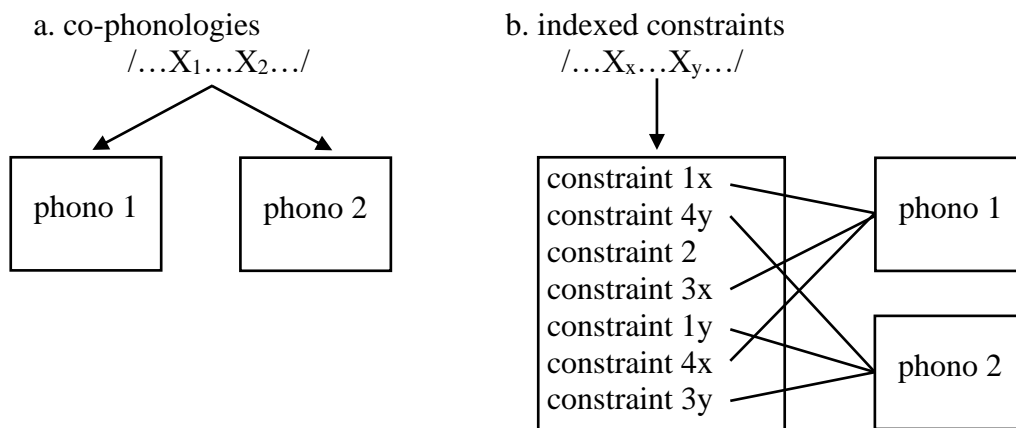 a. co-phonologies
/…X₁…X₂…/
phono 1
phono 2
b. indexed constraints
/…Xₓ…Xᵧ…/
constraint 1x
constraint 4y
constraint 2
constraint 3x
constraint 1y
constraint 4x
constraint 3y
phono 1
phono 2